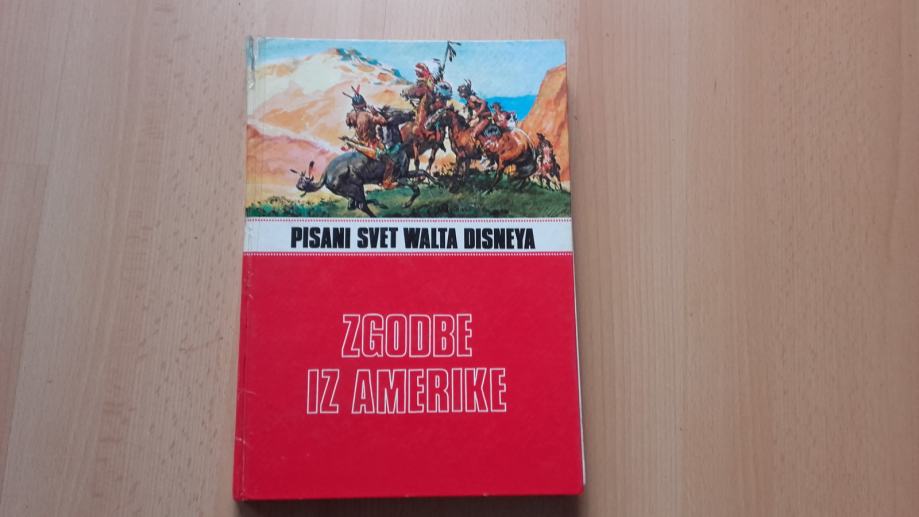 PISANI SVET WALTA DISNEYA
ZGODBE
IZ AMERIKE